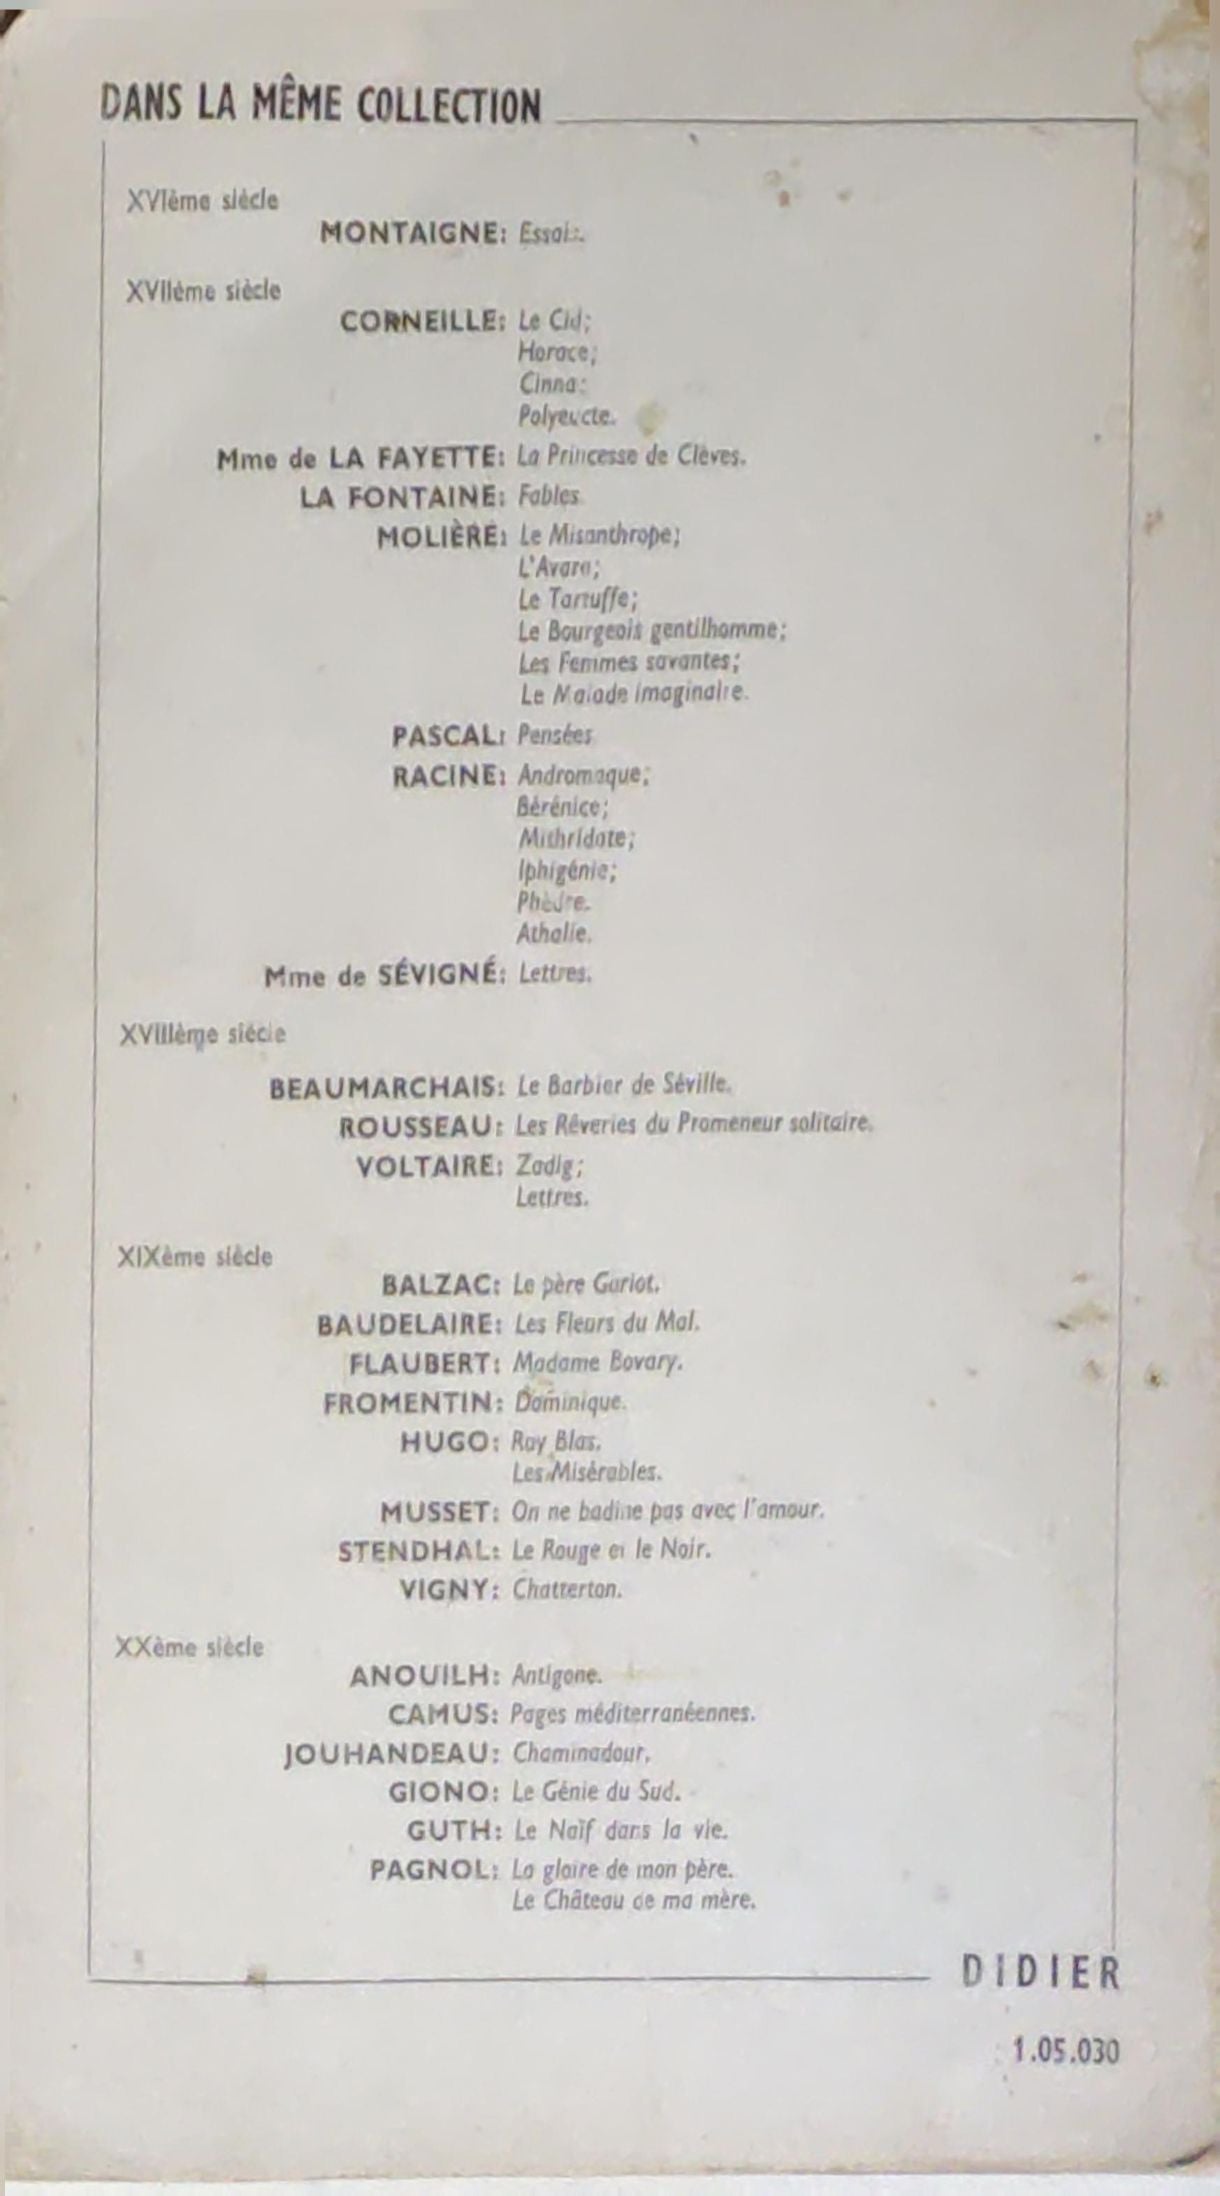 DANS LA MÊME COLLECTION
XVIème siècle
MONTAIGNE: Essais.
XVIIème siècle
CORNEILLE: Le Cid;
Horace;
Cinna;
Polyeucte.
Mme de LA FAYETTE: La Princesse de Clèves.
LA FONTAINE: Fables
MOLIÈRE: Le Misanthrope;
L'Avare;
Le Tartuffe;
Le Bourgeois gentilhomme;
Les Femmes savantes;
Le Malade imaginaire.
PASCAL: Pensées
RACINE: Andromaque;
Bérénice;
Mithridate;
Iphigénie;
Phèdre.
Athalie.
Mme de SÉVIGNÉ: Lettres.
XVIIIème siècle
BEAUMARCHAIS: Le Barbier de Séville.
ROUSSEAU: Les Rêveries du Promeneur solitaire.
VOLTAIRE: Zadig;
Lettres.
XIXème siècle
BALZAC: Le père Goriot.
BAUDELAIRE: Les Fleurs du Mal.
FLAUBERT: Madame Bovary.
FROMENTIN: Dominique.
HUGO: Ruy Blas.
Les Misérables.
MUSSET: On ne badine pas avec l'amour.
STENDHAL: Le Rouge et le Noir.
VIGNY: Chatterton.
XXème siècle
ANOUILH: Antigone.
CAMUS: Pages méditerranéennes.
JOUHANDEAU: Chaminadour.
GIONO: Le Génie du Sud.
GUTH: Le Naïf dans la vie.
PAGNOL: La gloire de mon père.
Le Château de ma mère.
DIDIER
1.05.030